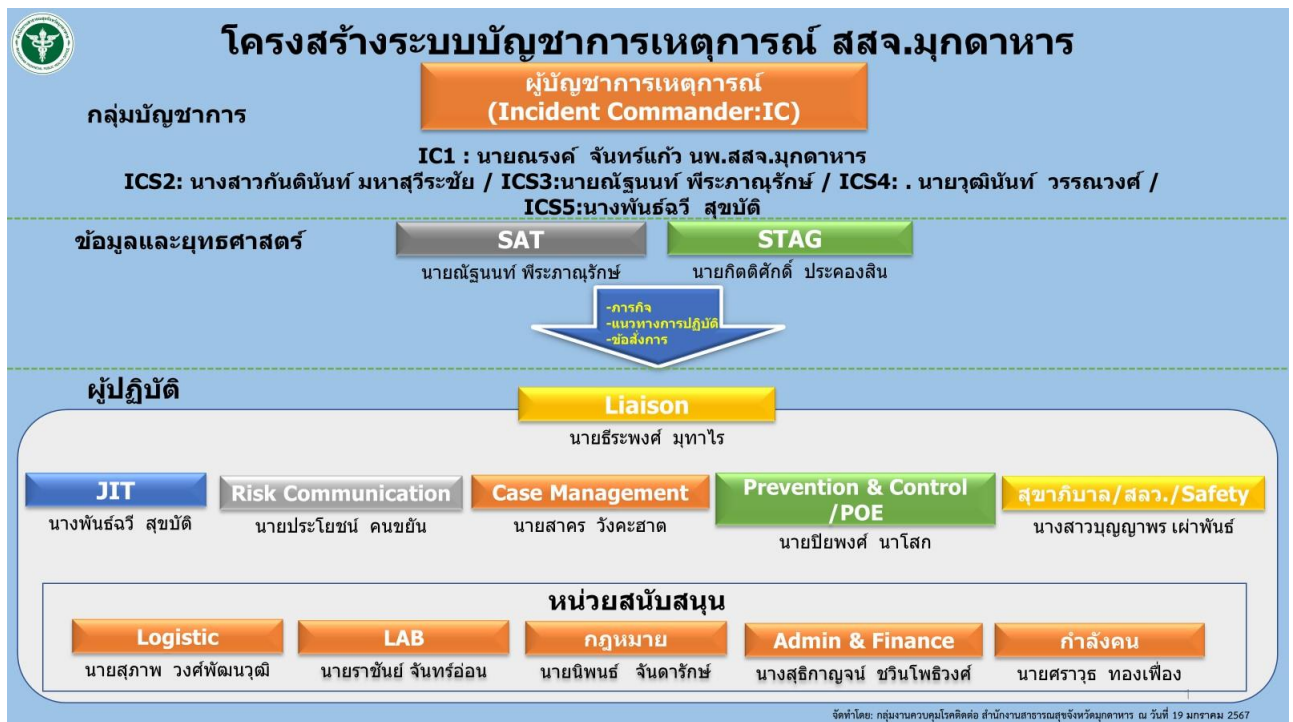 โครงสร้างระบบบัญชาการเหตุการณ์ สสจ.มุกดาหาร
ผู้บัญชาการเหตุการณ์
(Incident Commander:IC)
กลุ่มบัญชาการ
IC1 : นายณรงค์ จันทร์แก้ว นพ.สสจ.มุกดาหาร
ICS2: นางสาวกันตินันท์ มหาสุวีระชัย / ICS3:นายณัฐนนท์ พีระภาณุรักษ์ / ICS4: . นายวุฒินันท์ วรรณวงศ์ /
ICS5:นางพันธ์ฉวี สุขบัติ
ข้อมูลและยุทธศาสตร์
SAT
STAG
นายณัฐนนท์ พีระภาณุรักษ์
นายกิตติศักดิ์ ประคองสิน
-ภารกิจ
-แนวทางการปฏิบัติ
-ข้อสั่งการ
ผู้ปฏิบัติ
Liaison
นายธีระพงศ์ มุทาไร
JIT
Risk Communication
Case Management
Prevention & Control
/POE
สุขาภิบาล/สลว./Safety
นางพันธ์ฉวี สุขบัติ
นายประโยชน์ คนขยัน
นายสาคร วังคะฮาต
นายปิยพงศ์ นาโสก
นางสาวบุญญาพร เผ่าพันธ์
หน่วยสนับสนุน
Logistic
LAB
กฎหมาย
Admin & Finance
กำลังคน
นายสุภาพ วงศ์พัฒนวุฒิ
นายราชันย์ จันทร์อ่อน
นายนิพนธ์ จันดารักษ์
นางสุธิกาญจน์ ชวินโพธิวงศ์
นายศราวุธ ทองเฟื่อง
1
จัดทำโดย: กลุ่มงานควบคุมโรคติดต่อ สำนักงานสาธารณสุขจังหวัดมุกดาหาร ณ วันที่ 19 มกราคม 2567